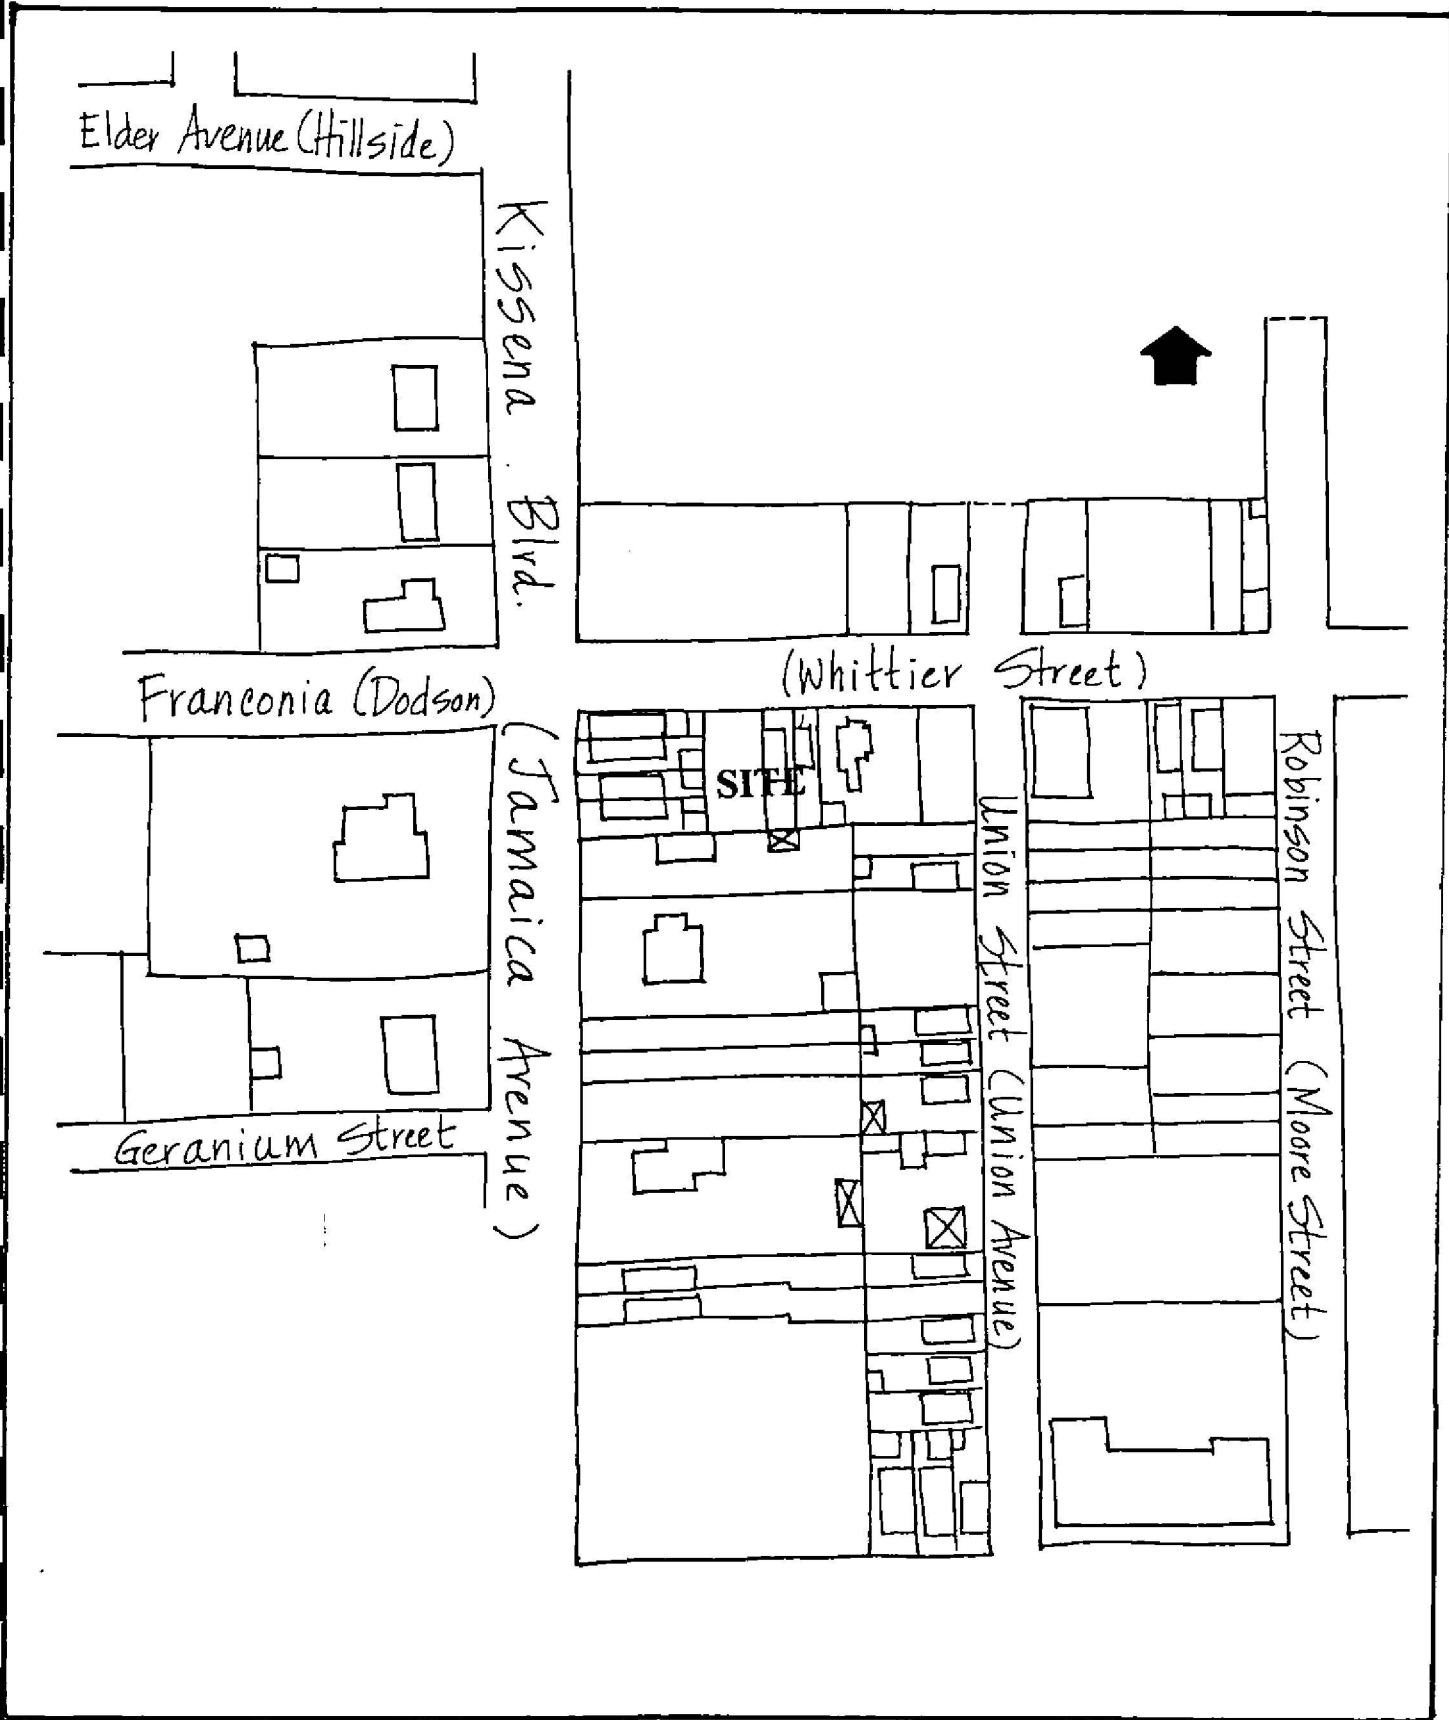 Elder Avenue (Hillside)
Kissena Blvd.
(Whittier Street)
Franconia (Dodson)
(Jamaica Avenue)
SITE
Union Street (Union Avenue)
Robinson Street (Moore Street)
Geranium Street